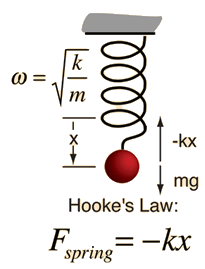 ω = √(k/m)
x
-kx
mg
Hooke's Law:
F_spring = −kx